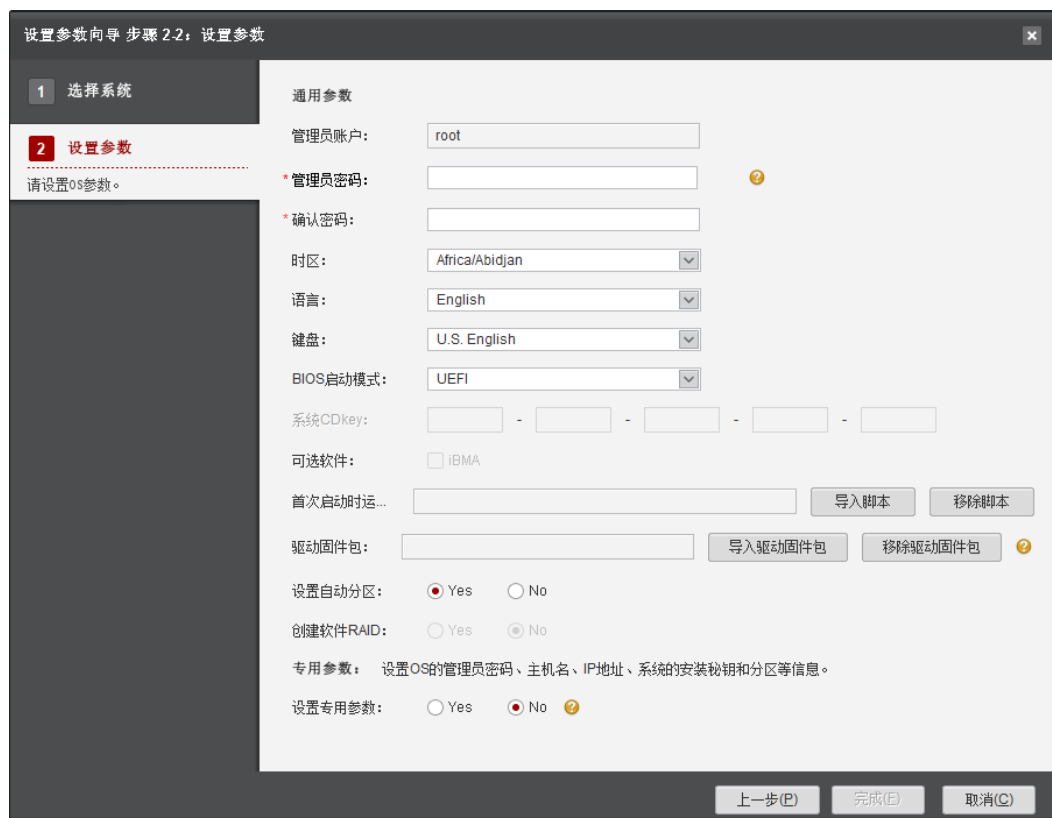 设置参数向导 步骤 2-2：设置参数
1 选择系统
2 设置参数
请设置OS参数。
通用参数
管理员账户： root
*管理员密码：
*确认密码：
时区： Africa/Abidjan
语言： English
键盘： U.S. English
BIOS启动模式： UEFI
系统CDkey： - - - -
可选软件： iBMA
首次启动时运... 导入脚本 移除脚本
驱动固件包： 导入驱动固件包 移除驱动固件包
设置自动分区： Yes No
创建软件RAID： Yes No
专用参数： 设置OS的管理员密码、主机名、IP地址、系统的安装秘钥和分区等信息。
设置专用参数： Yes No
上一步(P) 完成(F) 取消(C)